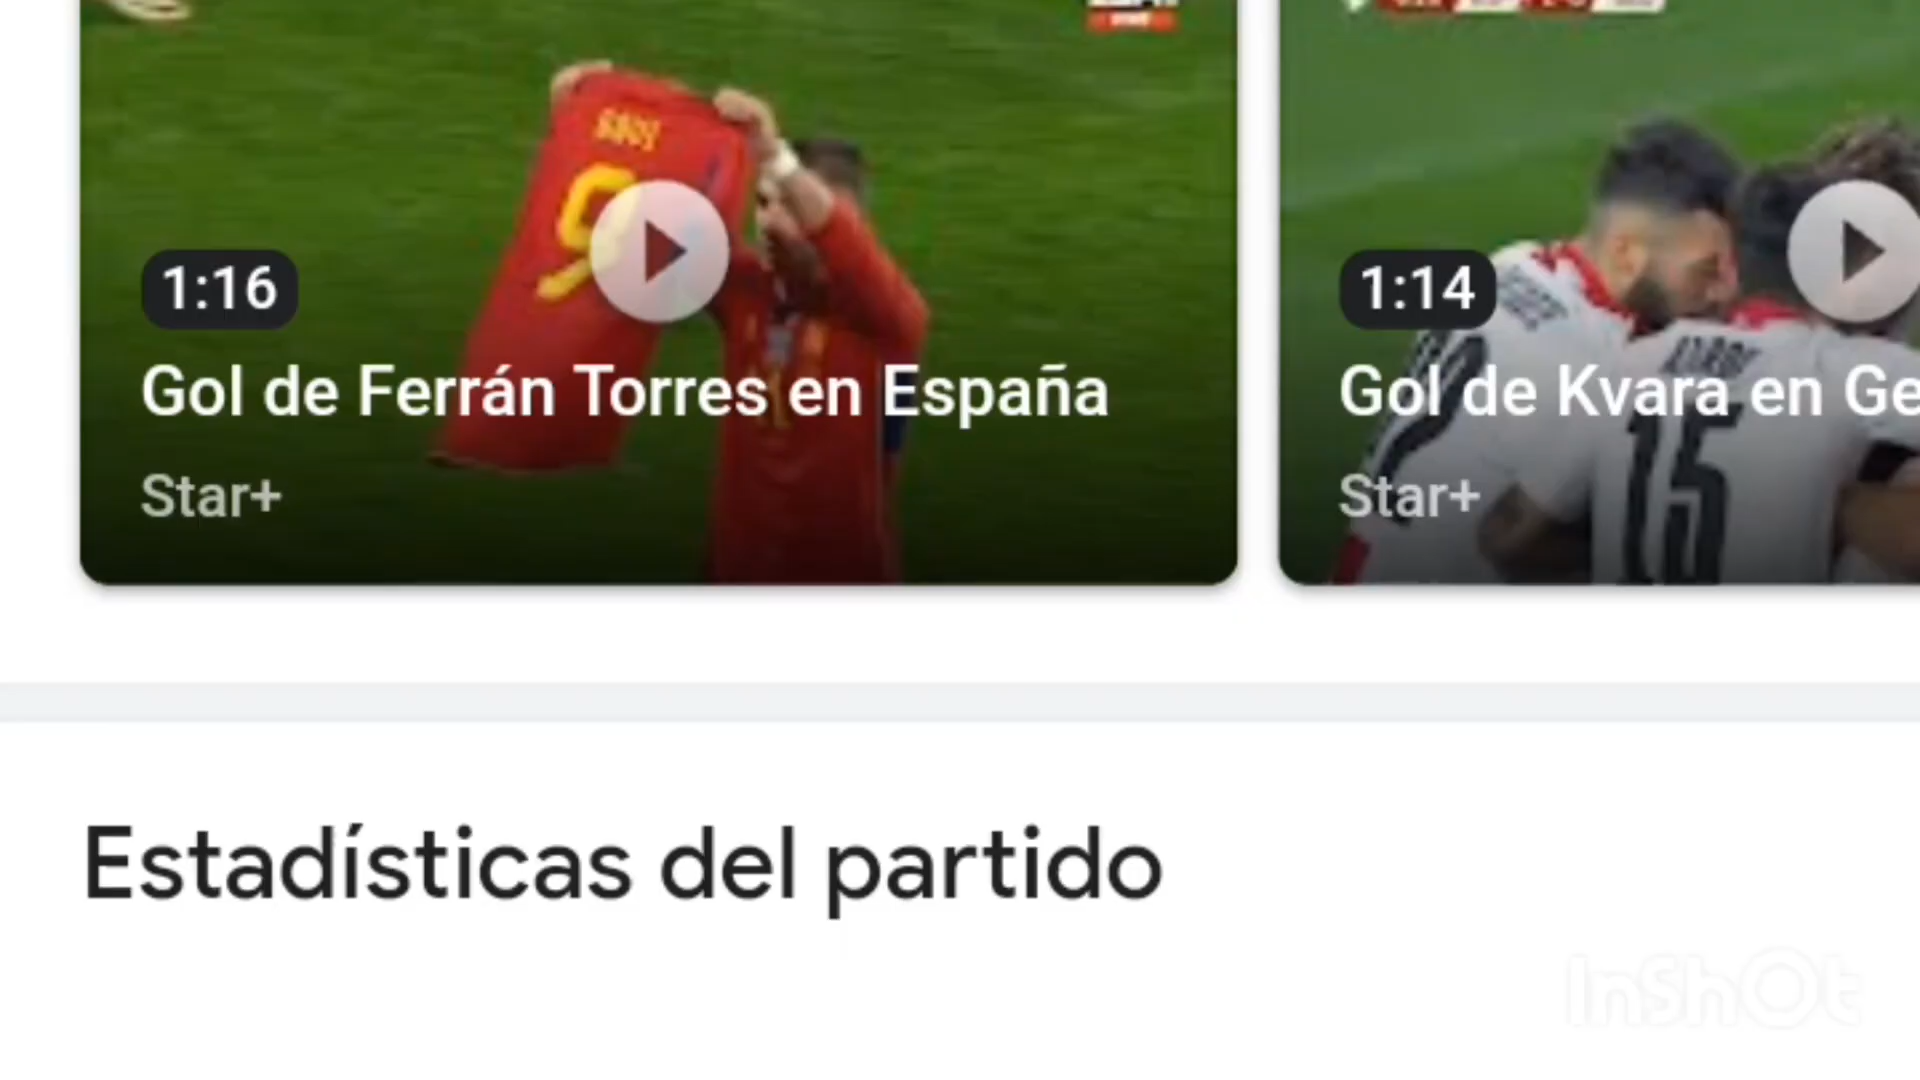 1:16
Gol de Ferrán Torres en España
Star+
1:14
Gol de Kvara en Ge
Star+
15
Estadísticas del partido
InShOt